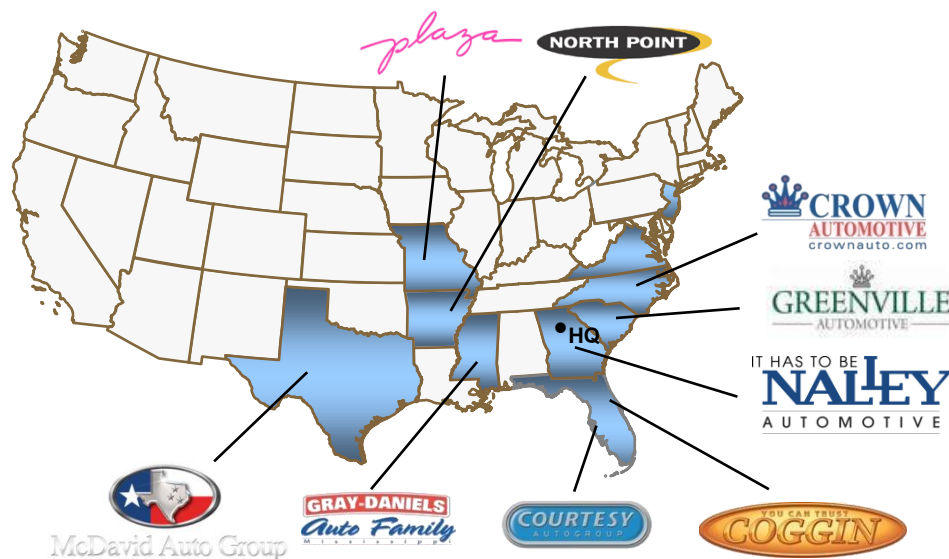 plaza
NORTH POINT
CROWN
AUTOMOTIVE
crownauto.com
GREENVILLE
AUTOMOTIVE
HQ
IT HAS TO BE
NALLEY
AUTOMOTIVE
McDavid Auto Group
GRAY-DANIELS
Auto Family
Mississippi
COURTESY
AUTOGROUP
YOU CAN TRUST
COGGIN